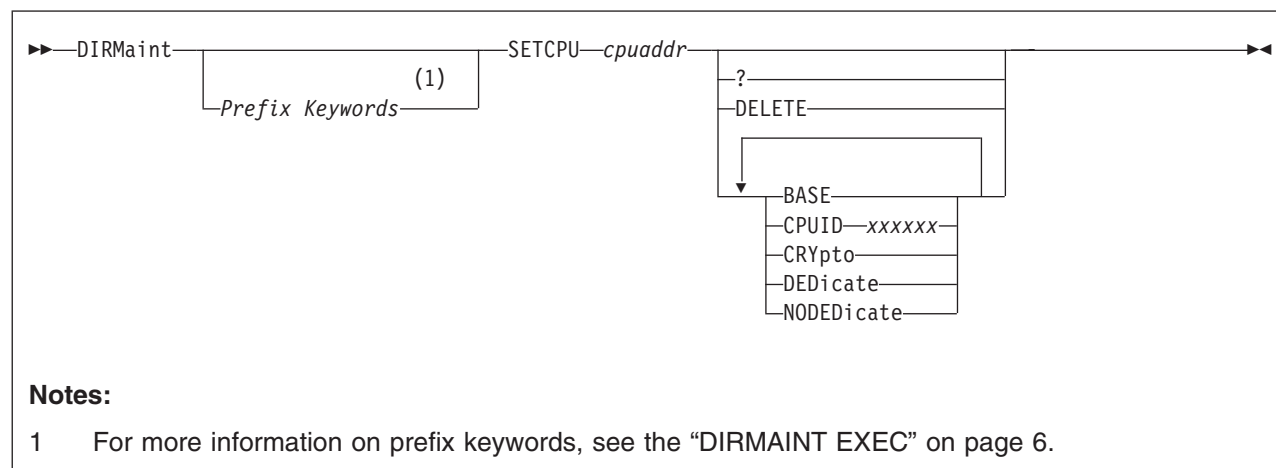 DIRMaint SETCPU cpuaddr
(1)
Prefix Keywords
?
DELETE
BASE
CPUID xxxxxx
CRYpto
DEDicate
NODEDicate
Notes:
1 For more information on prefix keywords, see the “DIRMAINT EXEC” on page 6.